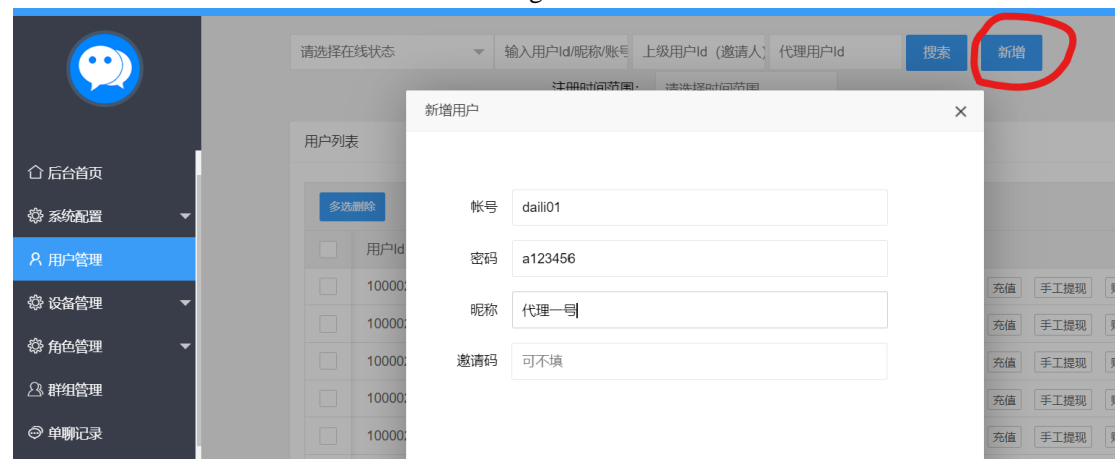 请选择在线状态 输入用户Id/昵称/账号 上级用户Id（邀请人） 代理用户Id 搜索 新增
注册时间范围： 请选择时间范围
新增用户
用户列表
后台首页
多选删除 帐号 daili01
系统配置
用户Id
用户管理 密码 a123456
10000 充值 手工提现
设备管理 昵称 代理一号
10000 充值 手工提现
角色管理 邀请码 可不填
10000 充值 手工提现
群组管理
10000 充值 手工提现
单聊记录
10000 充值 手工提现